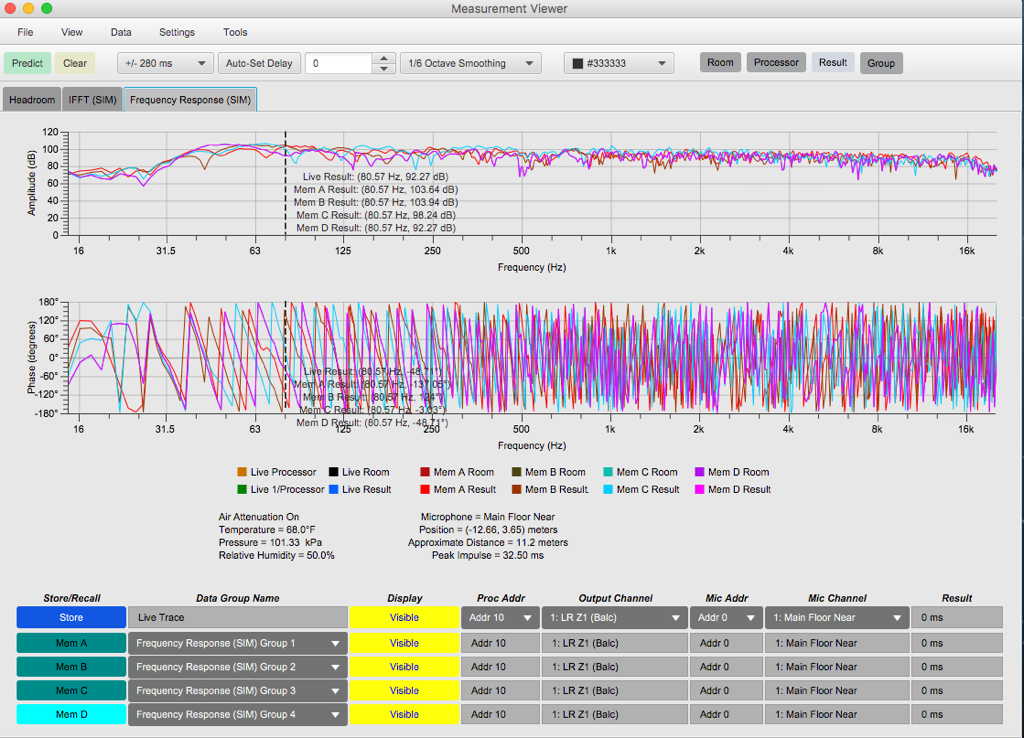 Measurement Viewer
File View Data Settings Tools
Predict Clear +/- 280 ms Auto-Set Delay 0 1/6 Octave Smoothing #333333 Room Processor Result Group
Headroom IFFT (SIM) Frequency Response (SIM)
Amplitude (dB)
120
100
80
60
40
20
0
Live Result: (80.57 Hz, 92.27 dB)
Mem A Result: (80.57 Hz, 103.64 dB)
Mem B Result: (80.57 Hz, 103.94 dB)
Mem C Result: (80.57 Hz, 98.24 dB)
Mem D Result: (80.57 Hz, 92.27 dB)
16 31.5 63 125 250 500 1k 2k 4k 8k 16k
Frequency (Hz)
Phase (degrees)
180°
120°
60°
0°
-60°
-120°
-180°
Live Result: (80.57 Hz, -48.71°)
Mem A Result: (80.57 Hz,
Mem B Result: (80.57 Hz,
Mem C Result: (80.57 Hz, -3.03°)
Mem D Result: (80.57 Hz, -48.71°)
16 31.5 63 125 250 500 1k 2k 4k 8k 16k
Frequency (Hz)
Live Processor Live Room Mem A Room Mem B Room Mem C Room Mem D Room
Live 1/Processor Live Result Mem A Result Mem B Result Mem C Result Mem D Result
Air Attenuation On Microphone = Main Floor Near
Temperature = 68.0°F Position = (-12.66, 3.65) meters
Pressure = 101.33 kPa Approximate Distance = 11.2 meters
Relative Humidity = 50.0% Peak Impulse = 32.50 ms
Store/Recall Data Group Name Display Proc Addr Output Channel Mic Addr Mic Channel Result
Store Live Trace Visible Addr 10 1: LR Z1 (Balc) Addr 0 1: Main Floor Near 0 ms
Mem A Frequency Response (SIM) Group 1 Visible Addr 10 1: LR Z1 (Balc) Addr 0 1: Main Floor Near 0 ms
Mem B Frequency Response (SIM) Group 2 Visible Addr 10 1: LR Z1 (Balc) Addr 0 1: Main Floor Near 0 ms
Mem C Frequency Response (SIM) Group 3 Visible Addr 10 1: LR Z1 (Balc) Addr 0 1: Main Floor Near 0 ms
Mem D Frequency Response (SIM) Group 4 Visible Addr 10 1: LR Z1 (Balc) Addr 0 1: Main Floor Near 0 ms